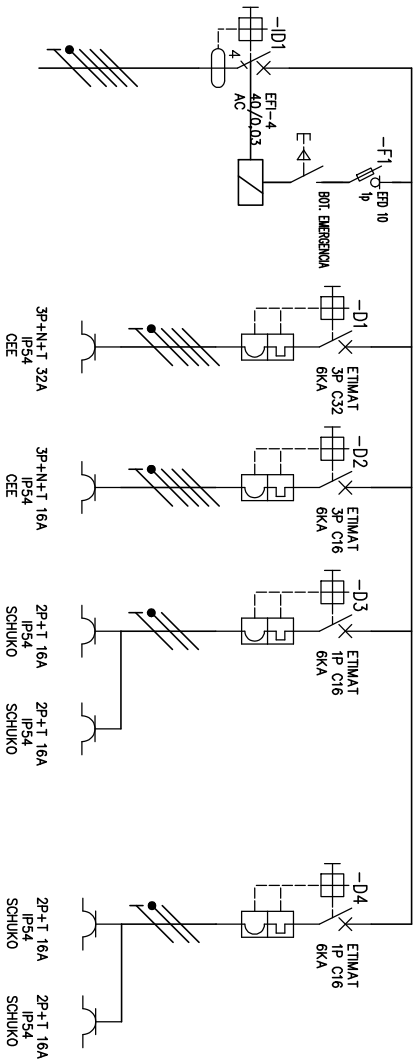 -ID1
4
EFI-4
40/0,03
AC
-F1
EFD 10
1p
BOT. EMERGENCIA
-D1
ETIMAT
3P C32
6KA
3P+N+T 32A
IP54
CEE
-D2
ETIMAT
3P C16
6KA
3P+N+T 16A
IP54
CEE
-D3
ETIMAT
1P C16
6KA
2P+T 16A
IP54
SCHUKO
2P+T 16A
IP54
SCHUKO
-D4
ETIMAT
1P C16
6KA
2P+T 16A
IP54
SCHUKO
2P+T 16A
IP54
SCHUKO